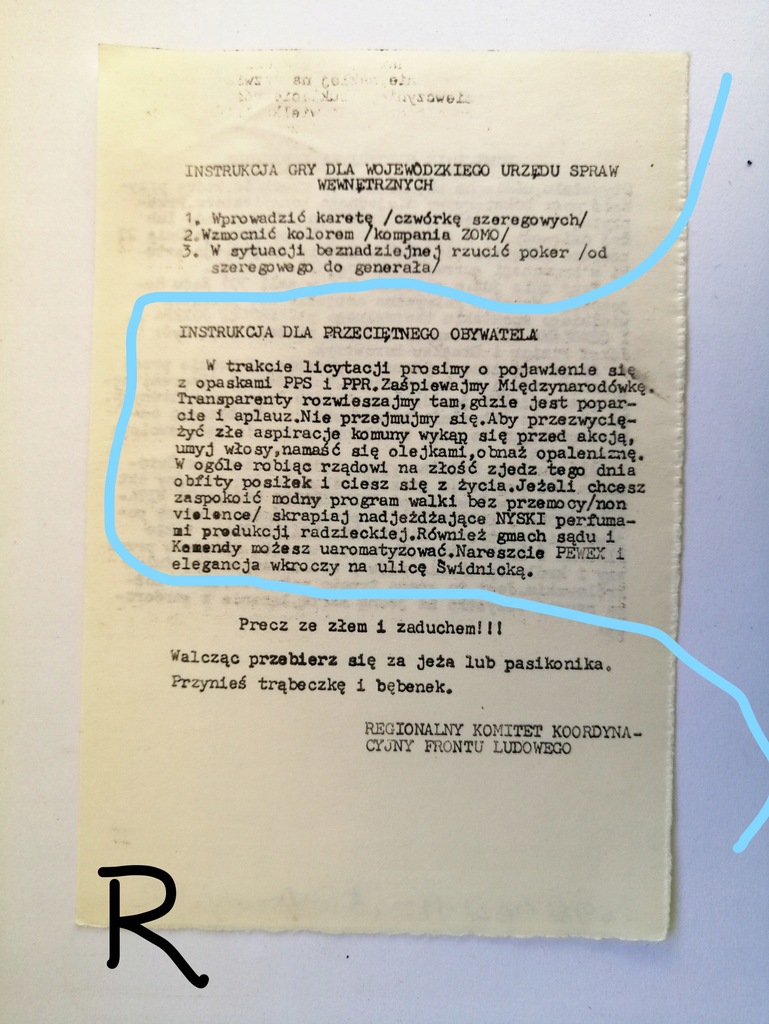 INSTRUKCJA GRY DLA WOJEWÓDZKIEGO URZĘDU SPRAW
WEWNĘTRZNYCH
1. Wprowadzić karetę /czwórkę szeregowych/
2.Wzmocnić kolorem /kompania ZOMO/
3. W sytuacji beznadziejnej rzucić poker /od
szeregowego do generała/
INSTRUKCJA DLA PRZECIĘTNEGO OBYWATELA
W trakcie licytacji prosimy o pojawienie się
z opaskami PPS i PPR.Zaśpiewajmy Międzynarodówkę.
Transparenty rozwieszajmy tam,gdzie jest popar-
cie i aplauz.Nie przejmujmy się.Aby przezwycię-
żyć złe aspiracje komuny wykąp się przed akcją,
umyj włosy,namaść się olejkami,obnaż opaleniznę.
W ogóle robiąc rządowi na złość zjedz tego dnia
obfity posiłek i ciesz się z życia.Jeżeli chcesz
zaspokoić modny program walki bez przemocy/non
violence/ skrapiaj nadjeżdżające NYSKI perfuma-
mi produkcji radzieckiej.Również gmach sądu i
Komendy możesz uaromatyzować.Nareszcie PEWEX i
elegancja wkroczy na ulicę Świdnicką.
Precz ze złem i zaduchem!!!
Walcząc przebierz się za jeża lub pasikonika.
Przynieś trąbeczkę i bębenek.
REGIONALNY KOMITET KOORDYNA-
CYJNY FRONTU LUDOWEGO
R